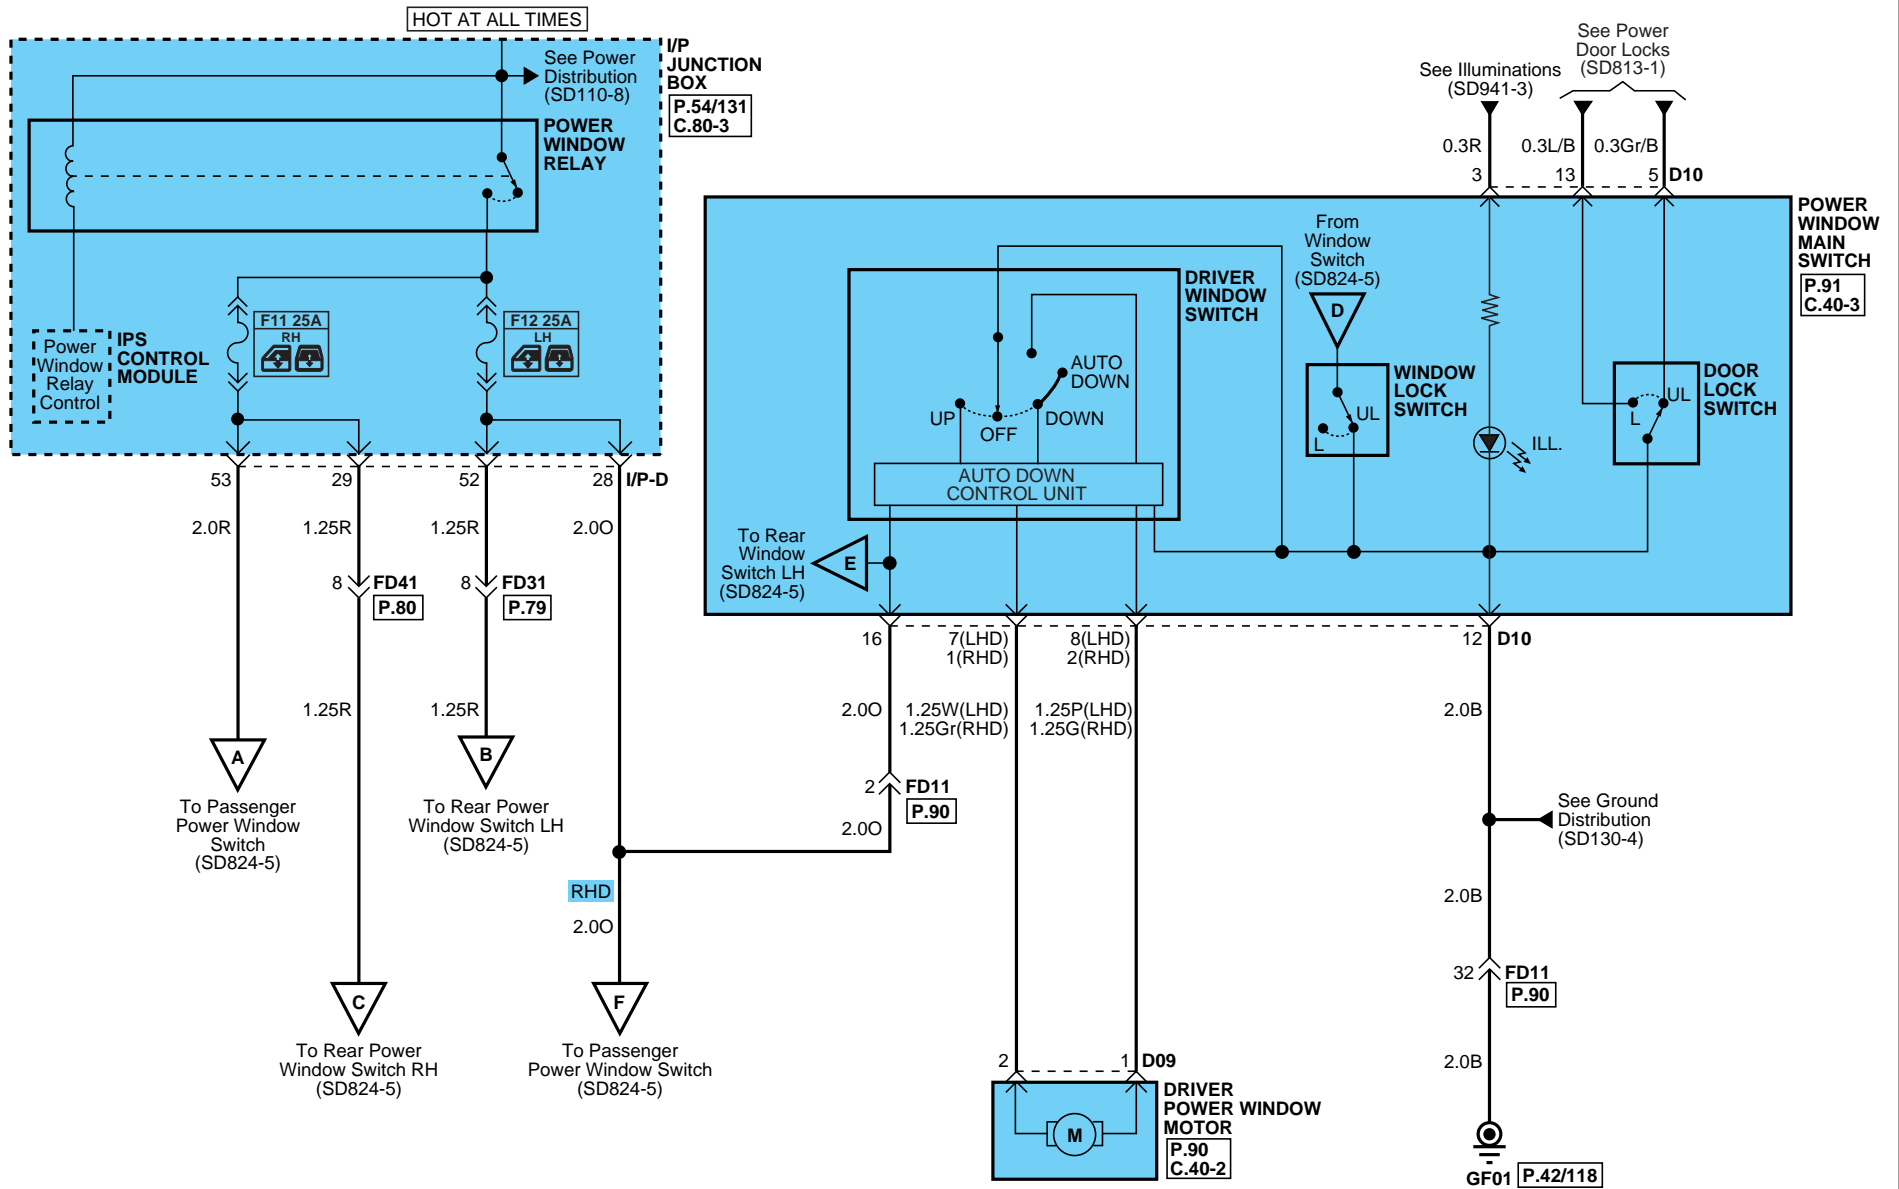 HOT AT ALL TIMES
See Power
Distribution
(SD110-8)
I/P
JUNCTION
BOX
P.54/131
C.80-3
POWER
WINDOW
RELAY
F11 25A
RH
F12 25A
LH
Power
Window
Relay
Control
IPS
CONTROL
MODULE
53
29
52
28
I/P-D
2.0R
1.25R
1.25R
2.0O
8
FD41
P.80
8
FD31
P.79
1.25R
1.25R
A
To Passenger
Power Window
Switch
(SD824-5)
B
To Rear Power
Window Switch LH
(SD824-5)
RHD
2.0O
C
To Rear Power
Window Switch RH
(SD824-5)
F
To Passenger
Power Window Switch
(SD824-5)
See Illuminations
(SD941-3)
See Power
Door Locks
(SD813-1)
0.3R
0.3L/B
0.3Gr/B
3
13
5
D10
POWER
WINDOW
MAIN
SWITCH
P.91
C.40-3
From
Window
Switch
(SD824-5)
D
DRIVER
WINDOW
SWITCH
AUTO
DOWN
UP
OFF
DOWN
AUTO DOWN
CONTROL UNIT
WINDOW
LOCK
SWITCH
UL
L
ILL.
DOOR
LOCK
SWITCH
UL
L
To Rear
Window
Switch LH
(SD824-5)
E
16
7(LHD)
1(RHD)
8(LHD)
2(RHD)
12
D10
2.0O
1.25W(LHD)
1.25Gr(RHD)
1.25P(LHD)
1.25G(RHD)
2.0B
2
FD11
P.90
2.0O
See Ground
Distribution
(SD130-4)
2.0B
32
FD11
P.90
2.0B
2
1
D09
DRIVER
POWER WINDOW
MOTOR
P.90
C.40-2
M
GF01
P.42/118